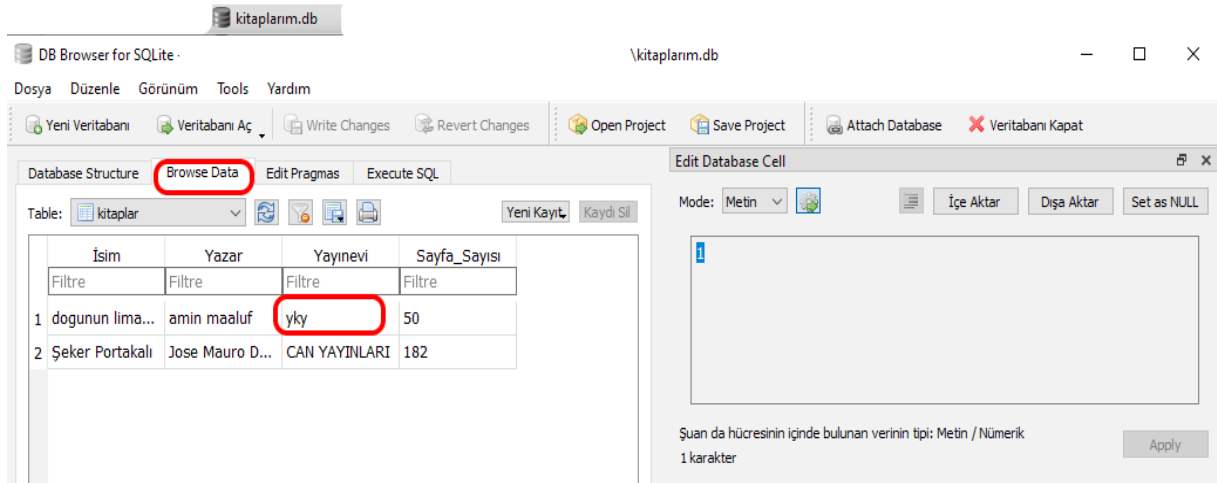 kitaplarım.db
DB Browser for SQLite - \kitaplarım.db
Dosya Düzenle Görünüm Tools Yardım
Yeni Veritabanı Veritabanı Aç Write Changes Revert Changes Open Project Save Project Attach Database Veritabanı Kapat
Database Structure Browse Data Edit Pragmas Execute SQL
Edit Database Cell
Table: kitaplar Yeni Kayıt Kaydı Sil
Mode: Metin İçe Aktar Dışa Aktar Set as NULL
İsim Yazar Yayınevi Sayfa_Sayısı
Filtre Filtre Filtre Filtre
1 dogunun lima... amin maaluf yky 50
2 Şeker Portakalı Jose Mauro D... CAN YAYINLARI 182
1
Şuan da hücresinin içinde bulunan verinin tipi: Metin / Nümerik
1 karakter
Apply